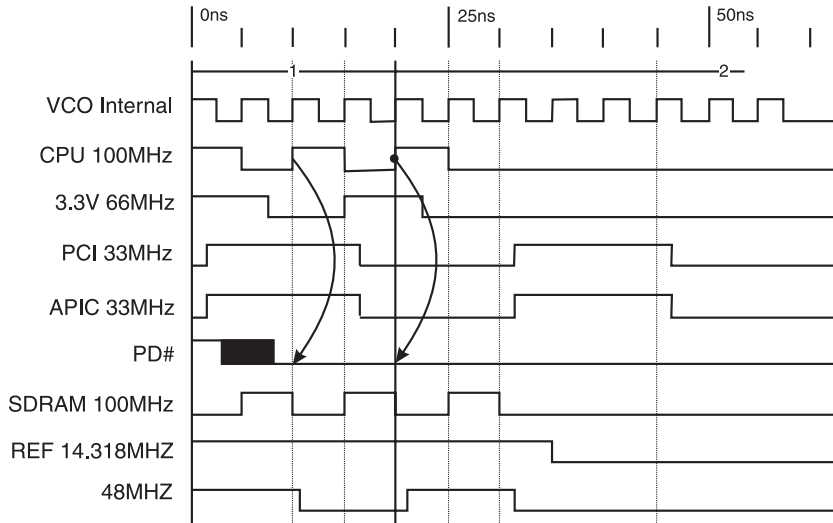 0ns 25ns 50ns
1 2
VCO Internal
CPU 100MHz
3.3V 66MHz
PCI 33MHz
APIC 33MHz
PD#
SDRAM 100MHz
REF 14.318MHZ
48MHZ